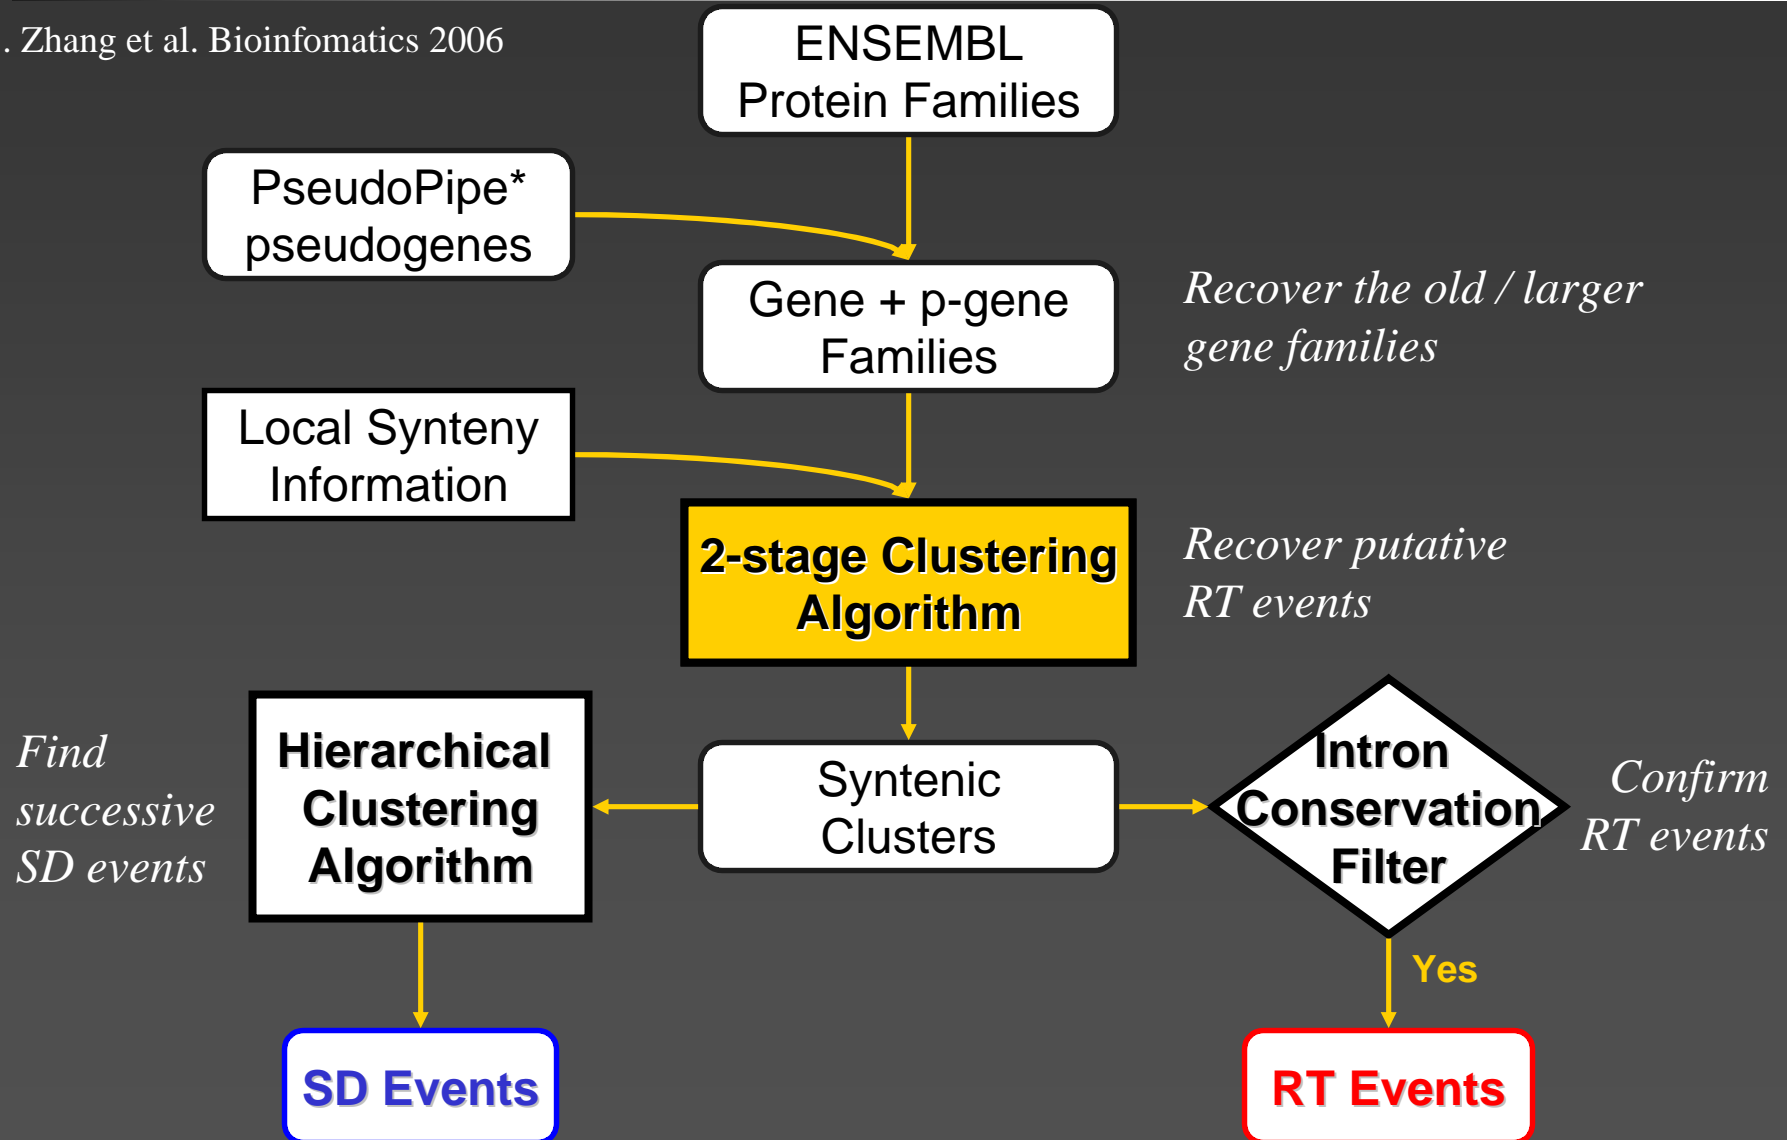 . Zhang et al. Bioinfomatics 2006
ENSEMBL
Protein Families
PseudoPipe*
pseudogenes
Gene + p-gene
Families
Recover the old / larger
gene families
Local Synteny
Information
2-stage Clustering
Algorithm
Recover putative
RT events
Find
successive
SD events
Hierarchical
Clustering
Algorithm
Syntenic
Clusters
Intron
Conservation
Filter
Confirm
RT events
Yes
SD Events
RT Events